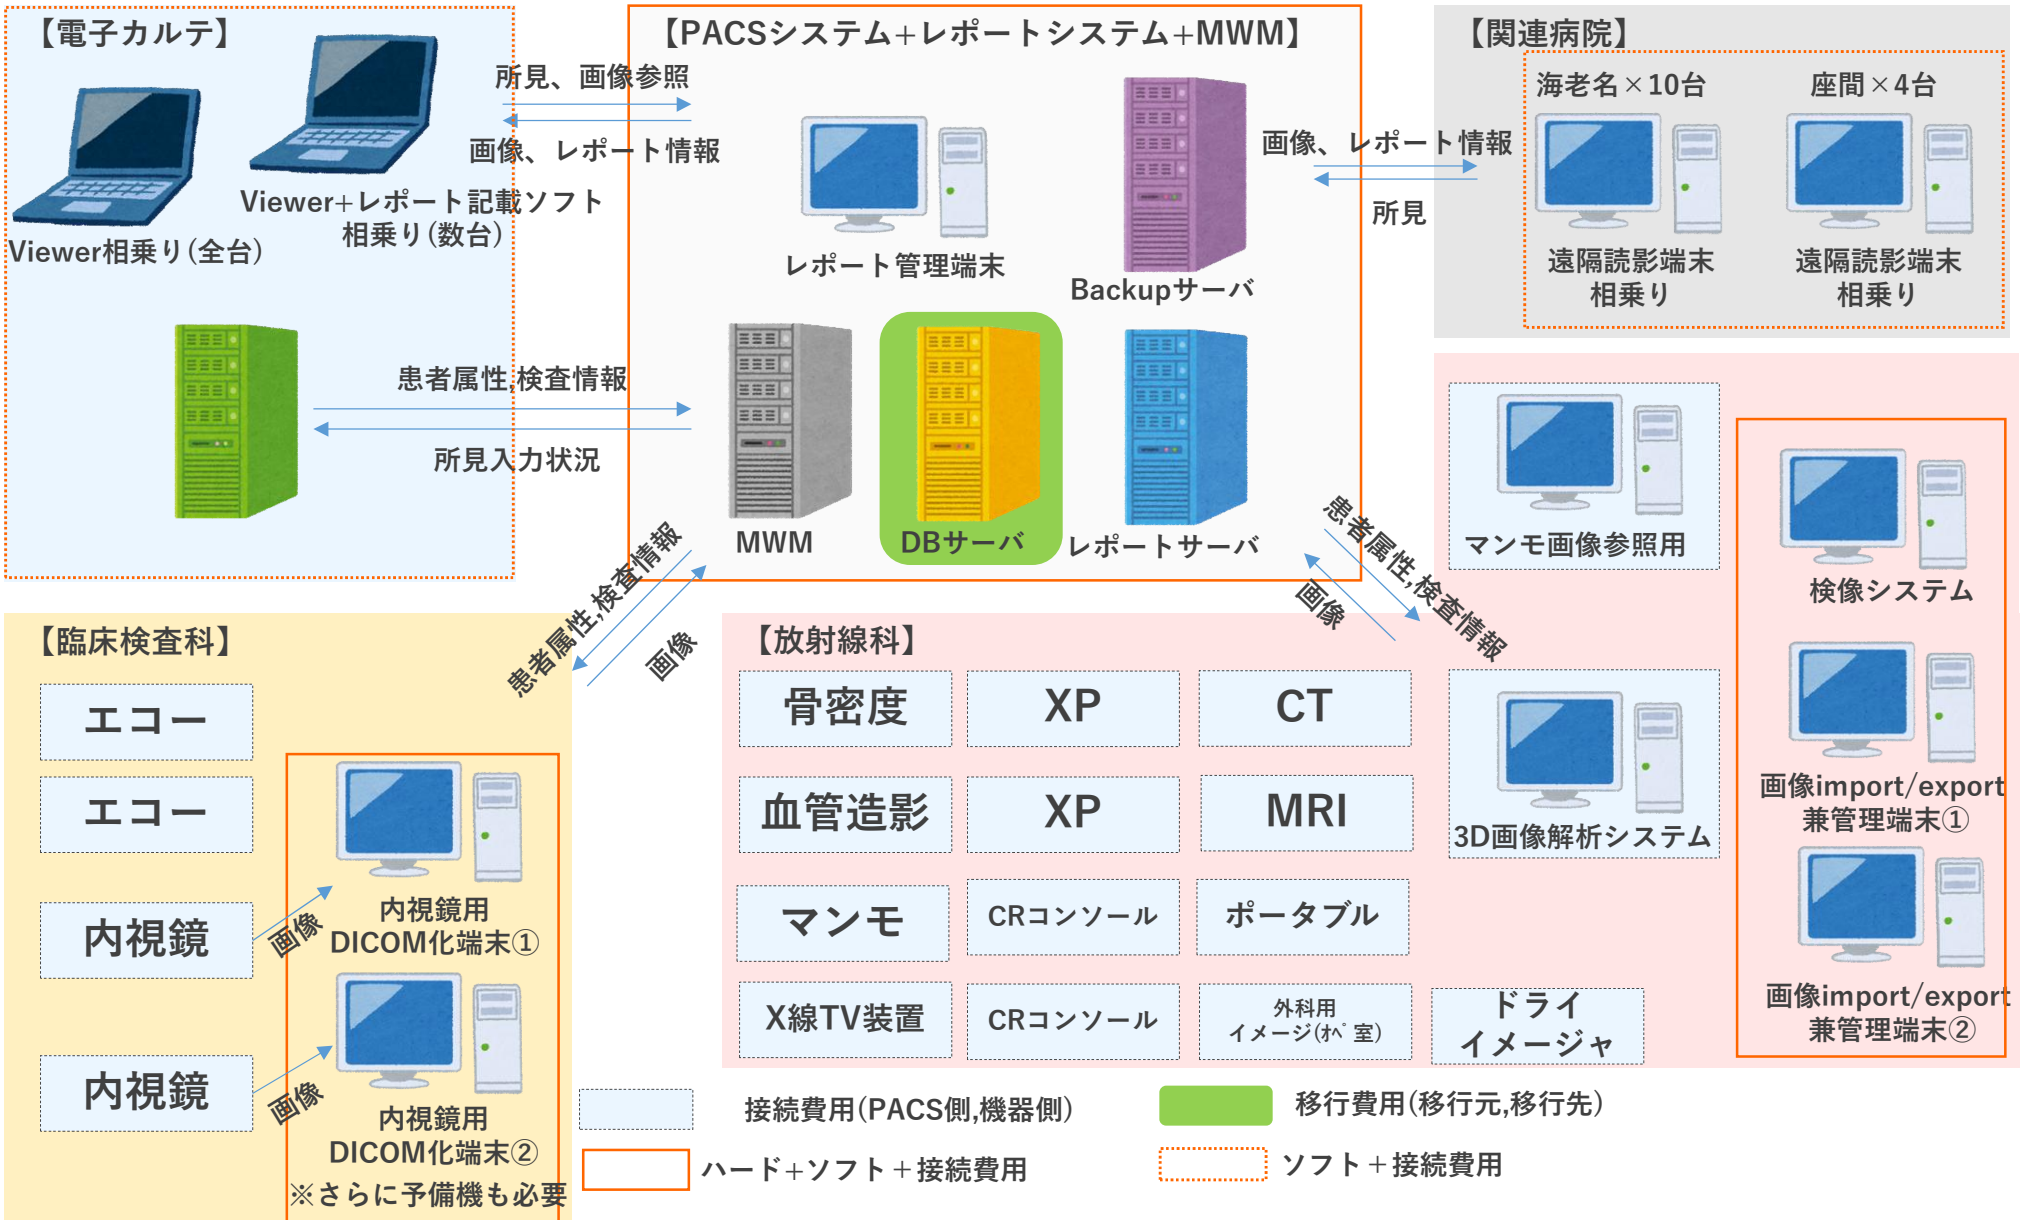 【電子カルテ】
Viewer相乗り(全台)
Viewer+レポート記載ソフト
相乗り(数台)
所見、画像参照
画像、レポート情報
患者属性,検査情報
所見入力状況
【PACSシステム+レポートシステム+MWM】
レポート管理端末
Backupサーバ
MWM
DBサーバ
レポートサーバ
画像、レポート情報
所見
【関連病院】
海老名×10台
座間×4台
遠隔読影端末
相乗り
遠隔読影端末
相乗り
患者属性,検査情報
画像
患者属性,検査情報
画像
【臨床検査科】
エコー
エコー
内視鏡
画像
内視鏡用
DICOM化端末①
内視鏡
画像
内視鏡用
DICOM化端末②
※さらに予備機も必要
【放射線科】
骨密度
XP
CT
血管造影
XP
MRI
マンモ
CRコンソール
ポータブル
X線TV装置
CRコンソール
外科用
イメージ(ｵﾍﾟ室)
ドライ
イメージャ
マンモ画像参照用
3D画像解析システム
検像システム
画像import/export
兼管理端末①
画像import/export
兼管理端末②
接続費用(PACS側,機器側)
移行費用(移行元,移行先)
ハード+ソフト＋接続費用
ソフト＋接続費用